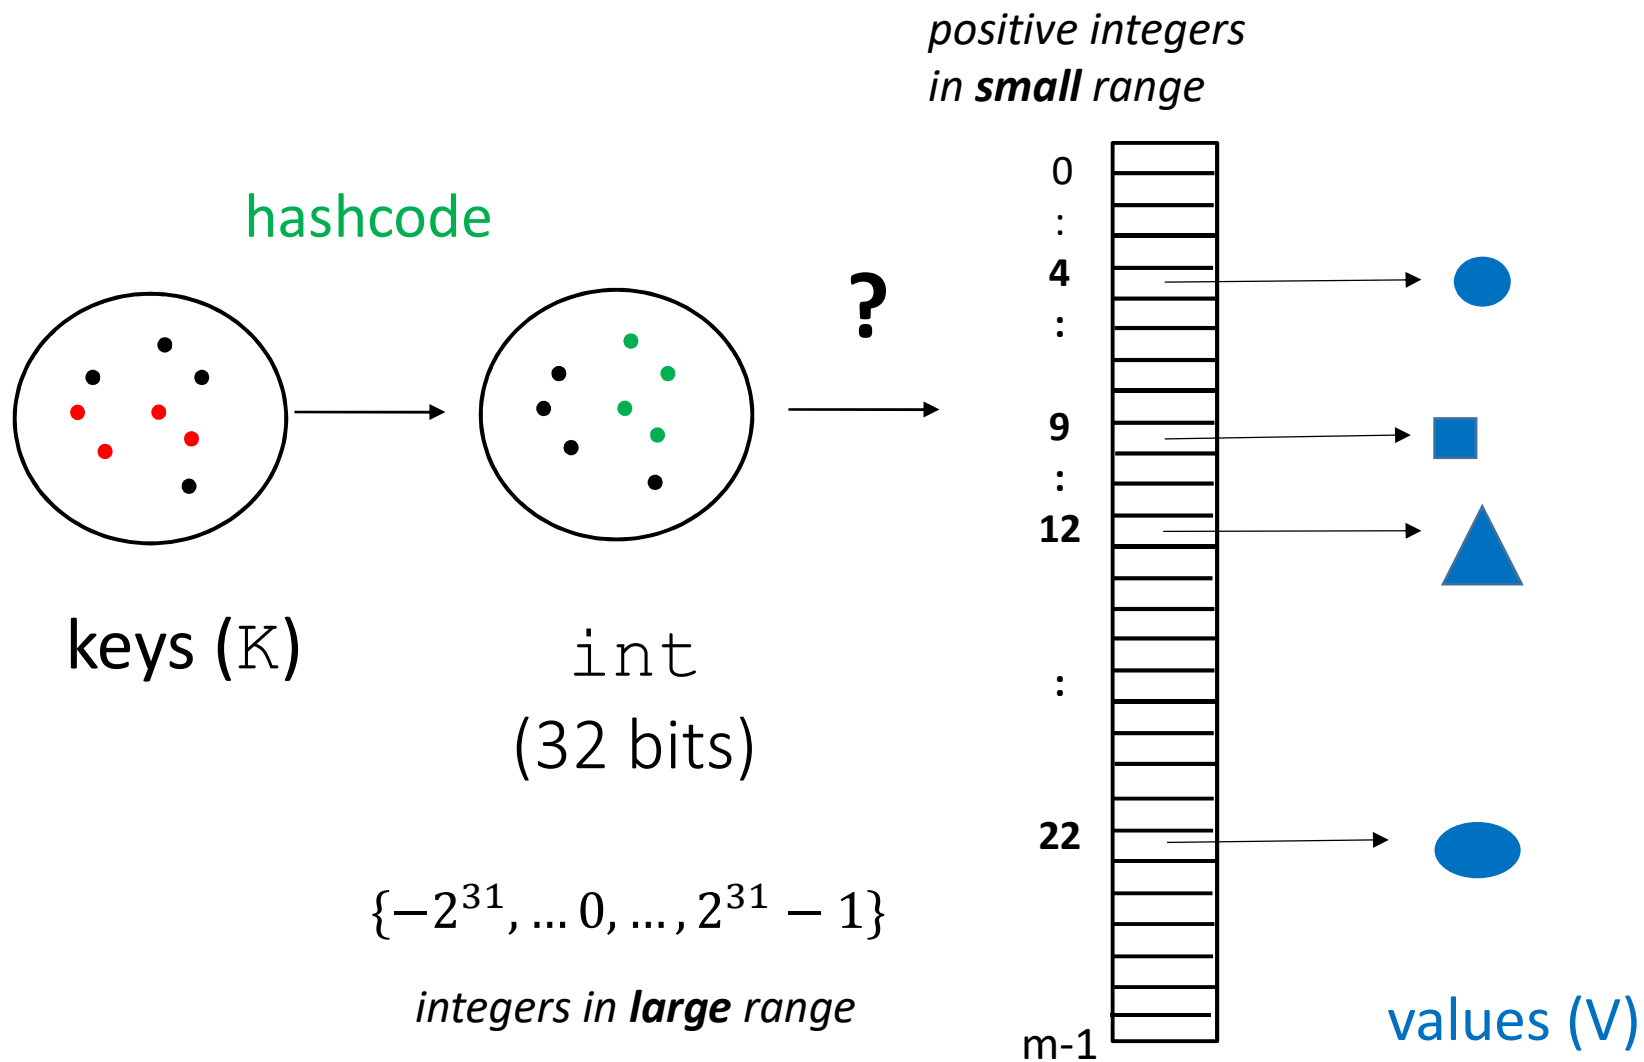 positive integers
in small range
hashcode
?
0
:
4
:
9
:
12
:
22
m-1
keys (K)
int
(32 bits)
{−2^31, … 0, … , 2^31 − 1}
integers in large range
values (V)